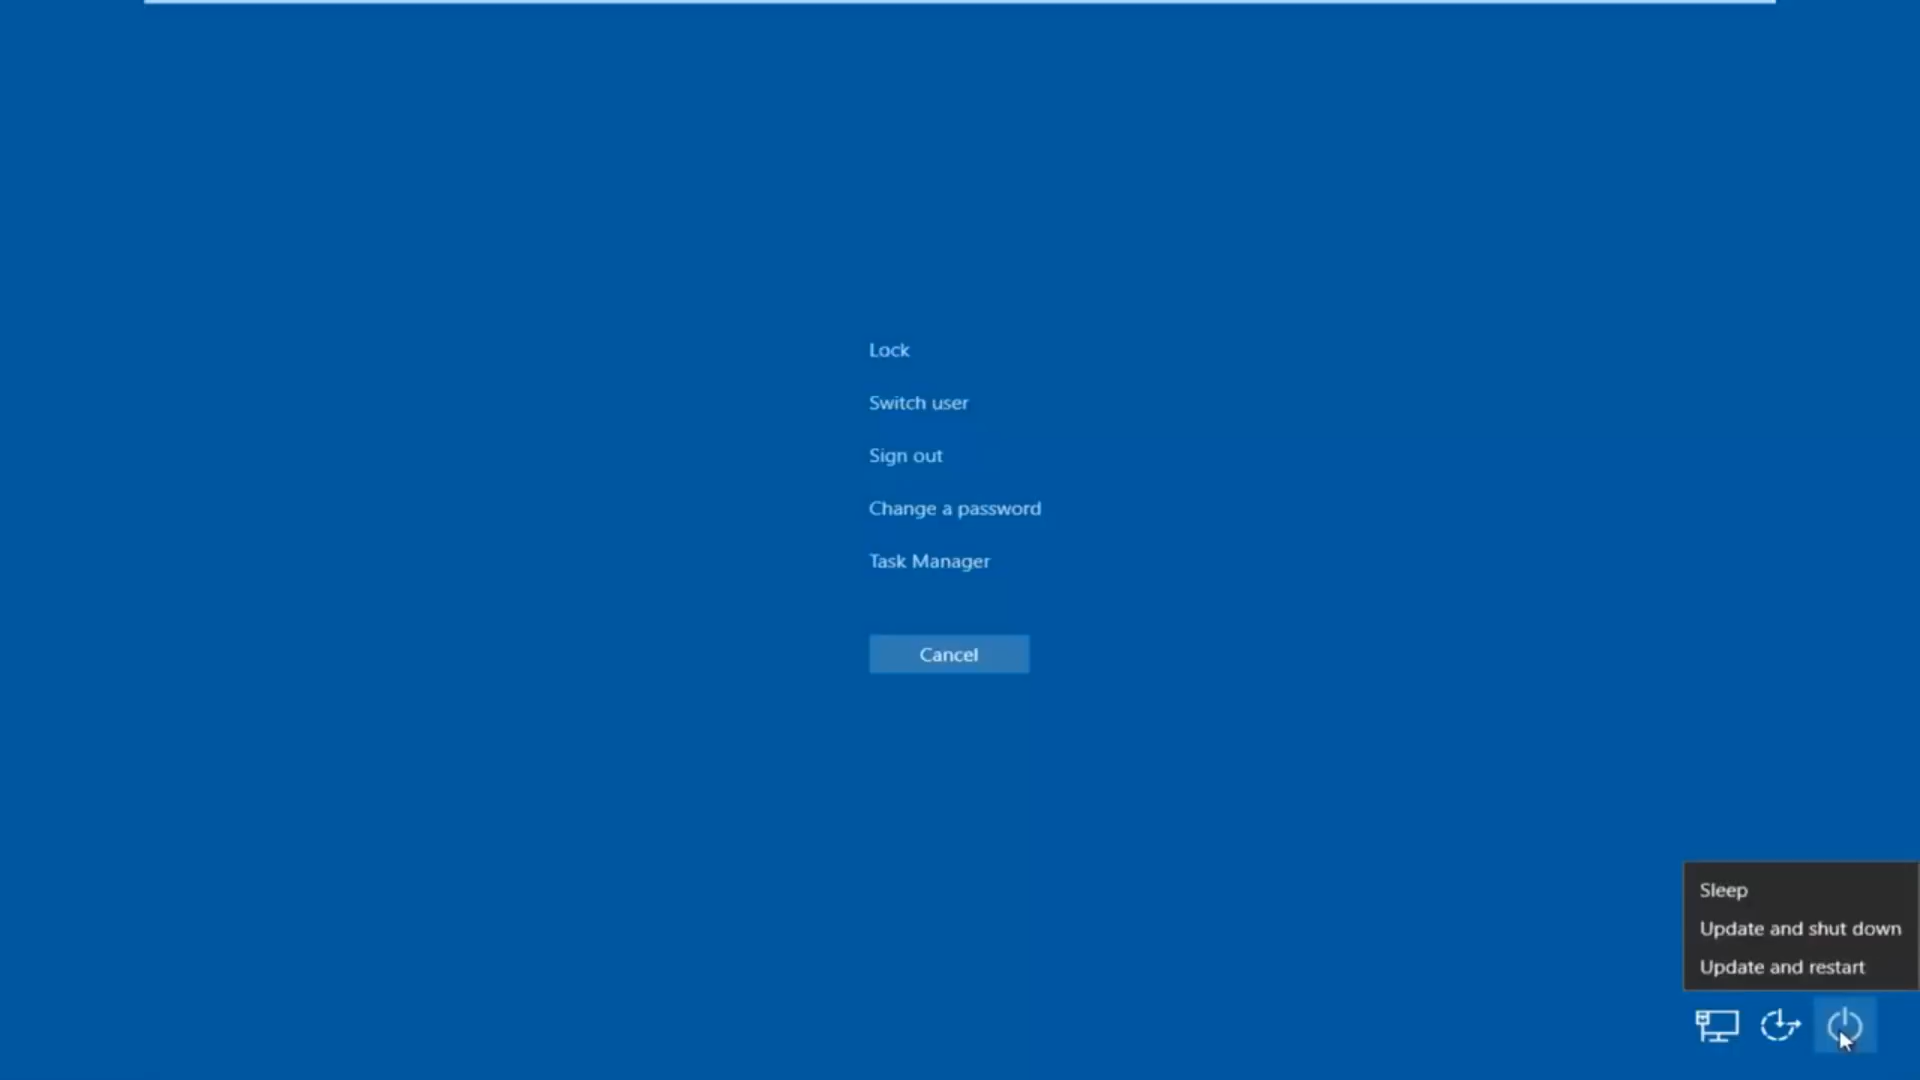 Lock
Switch user
Sign out
Change a password
Task Manager
Cancel
Sleep
Update and shut down
Update and restart